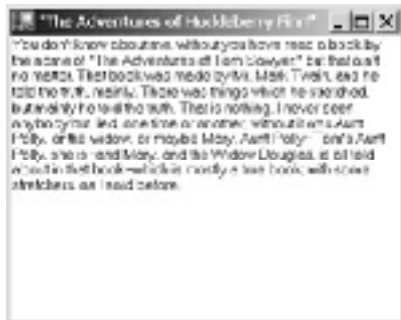 "The Adventures of Huckleberry Finn"
You don't know about me, without you have read a book by
the name of "The Adventures of Tom Sawyer," but that ain't
no matter. That book was made by Mr. Mark Twain, and he
told the truth, mainly. There was things which he stretched,
but mainly he told the truth. That is nothing. I never seen
anybody but lied, one time or another, without it was Aunt
Polly, or the widow, or maybe Mary. Aunt Polly--Tom's Aunt
Polly, she is--and Mary, and the Widow Douglas, is all told
about in that book--which is mostly a true book; with some
stretchers, as I said before.